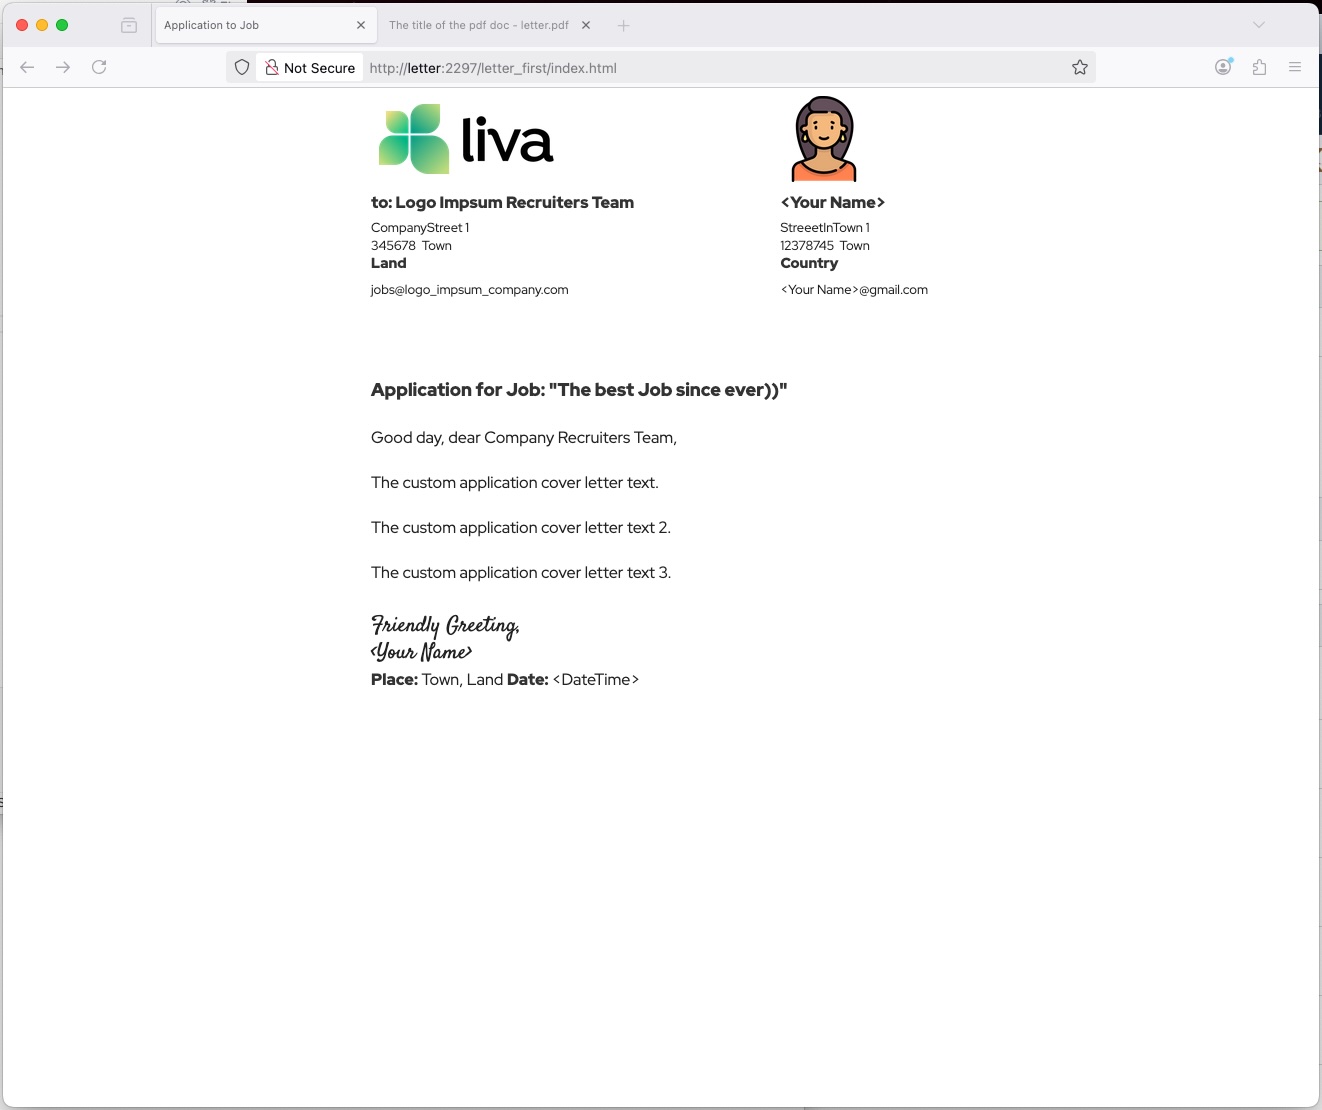 Application to Job
The title of the pdf doc - letter.pdf
Not Secure
http://letter:2297/letter_first/index.html
liva
to: Logo Impsum Recruiters Team
CompanyStreet 1
345678 Town
Land
jobs@logo_impsum_company.com
<Your Name>
StreeetInTown 1
12378745 Town
Country
<Your Name>@gmail.com
Application for Job: "The best Job since ever))"
Good day, dear Company Recruiters Team,
The custom application cover letter text.
The custom application cover letter text 2.
The custom application cover letter text 3.
Friendly Greeting,
<Your Name>
Place: Town, Land Date: <DateTime>